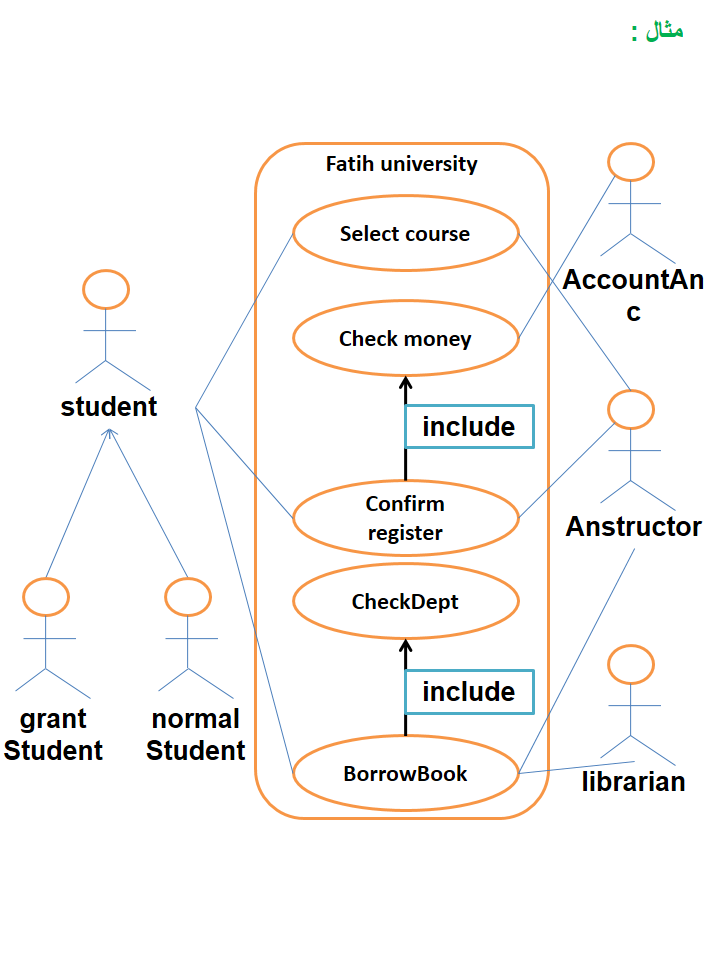 مثال :
Fatih university
Select course
AccountAn
c
Check money
student
include
Confirm
register
Anstructor
CheckDept
grant
Student
normal
Student
include
BorrowBook
librarian